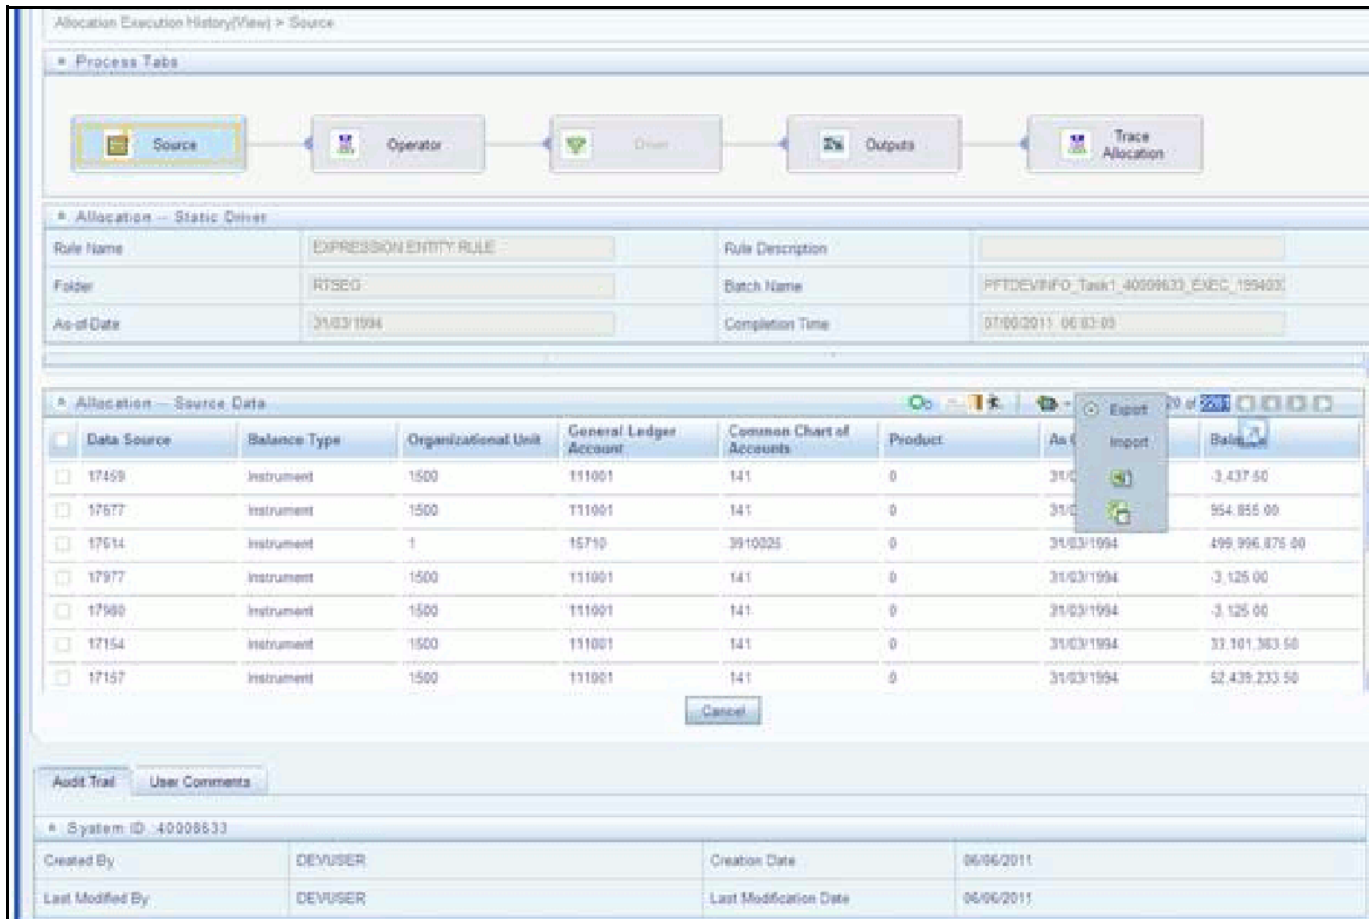 Allocation Execution History(View) > Source
Process Tabs
Source
Operator
Driver
Outputs
Trace
Allocation
Allocation -- Static Driver
Rule Name EXPRESSION ENTITY RULE Rule Description
Folder RTSEG Batch Name
As-of-Date 31/03/1994 Completion Time
Allocation -- Source Data
Export
Import
Data Source Balance Type Organizational Unit General Ledger Account Common Chart of Accounts Product
17459 Instrument 1500 111001 141 0 -3,437.50
17577 Instrument 1500 111001 141 0 954,855.00
17614 Instrument 1 15710 3910025 0 31/03/1994 499,996,875.00
17977 Instrument 1500 111001 141 0 31/03/1994 -3,125.00
17980 Instrument 1500 111001 141 0 31/03/1994 -3,125.00
17154 Instrument 1500 111001 141 0 31/03/1994 33,101,363.50
17157 Instrument 1500 111001 141 0 31/03/1994 52,439,233.50
Cancel
Audit Trail User Comments
System ID :40008633
Created By DEVUSER Creation Date 06/06/2011
Last Modified By DEVUSER Last Modification Date 06/06/2011